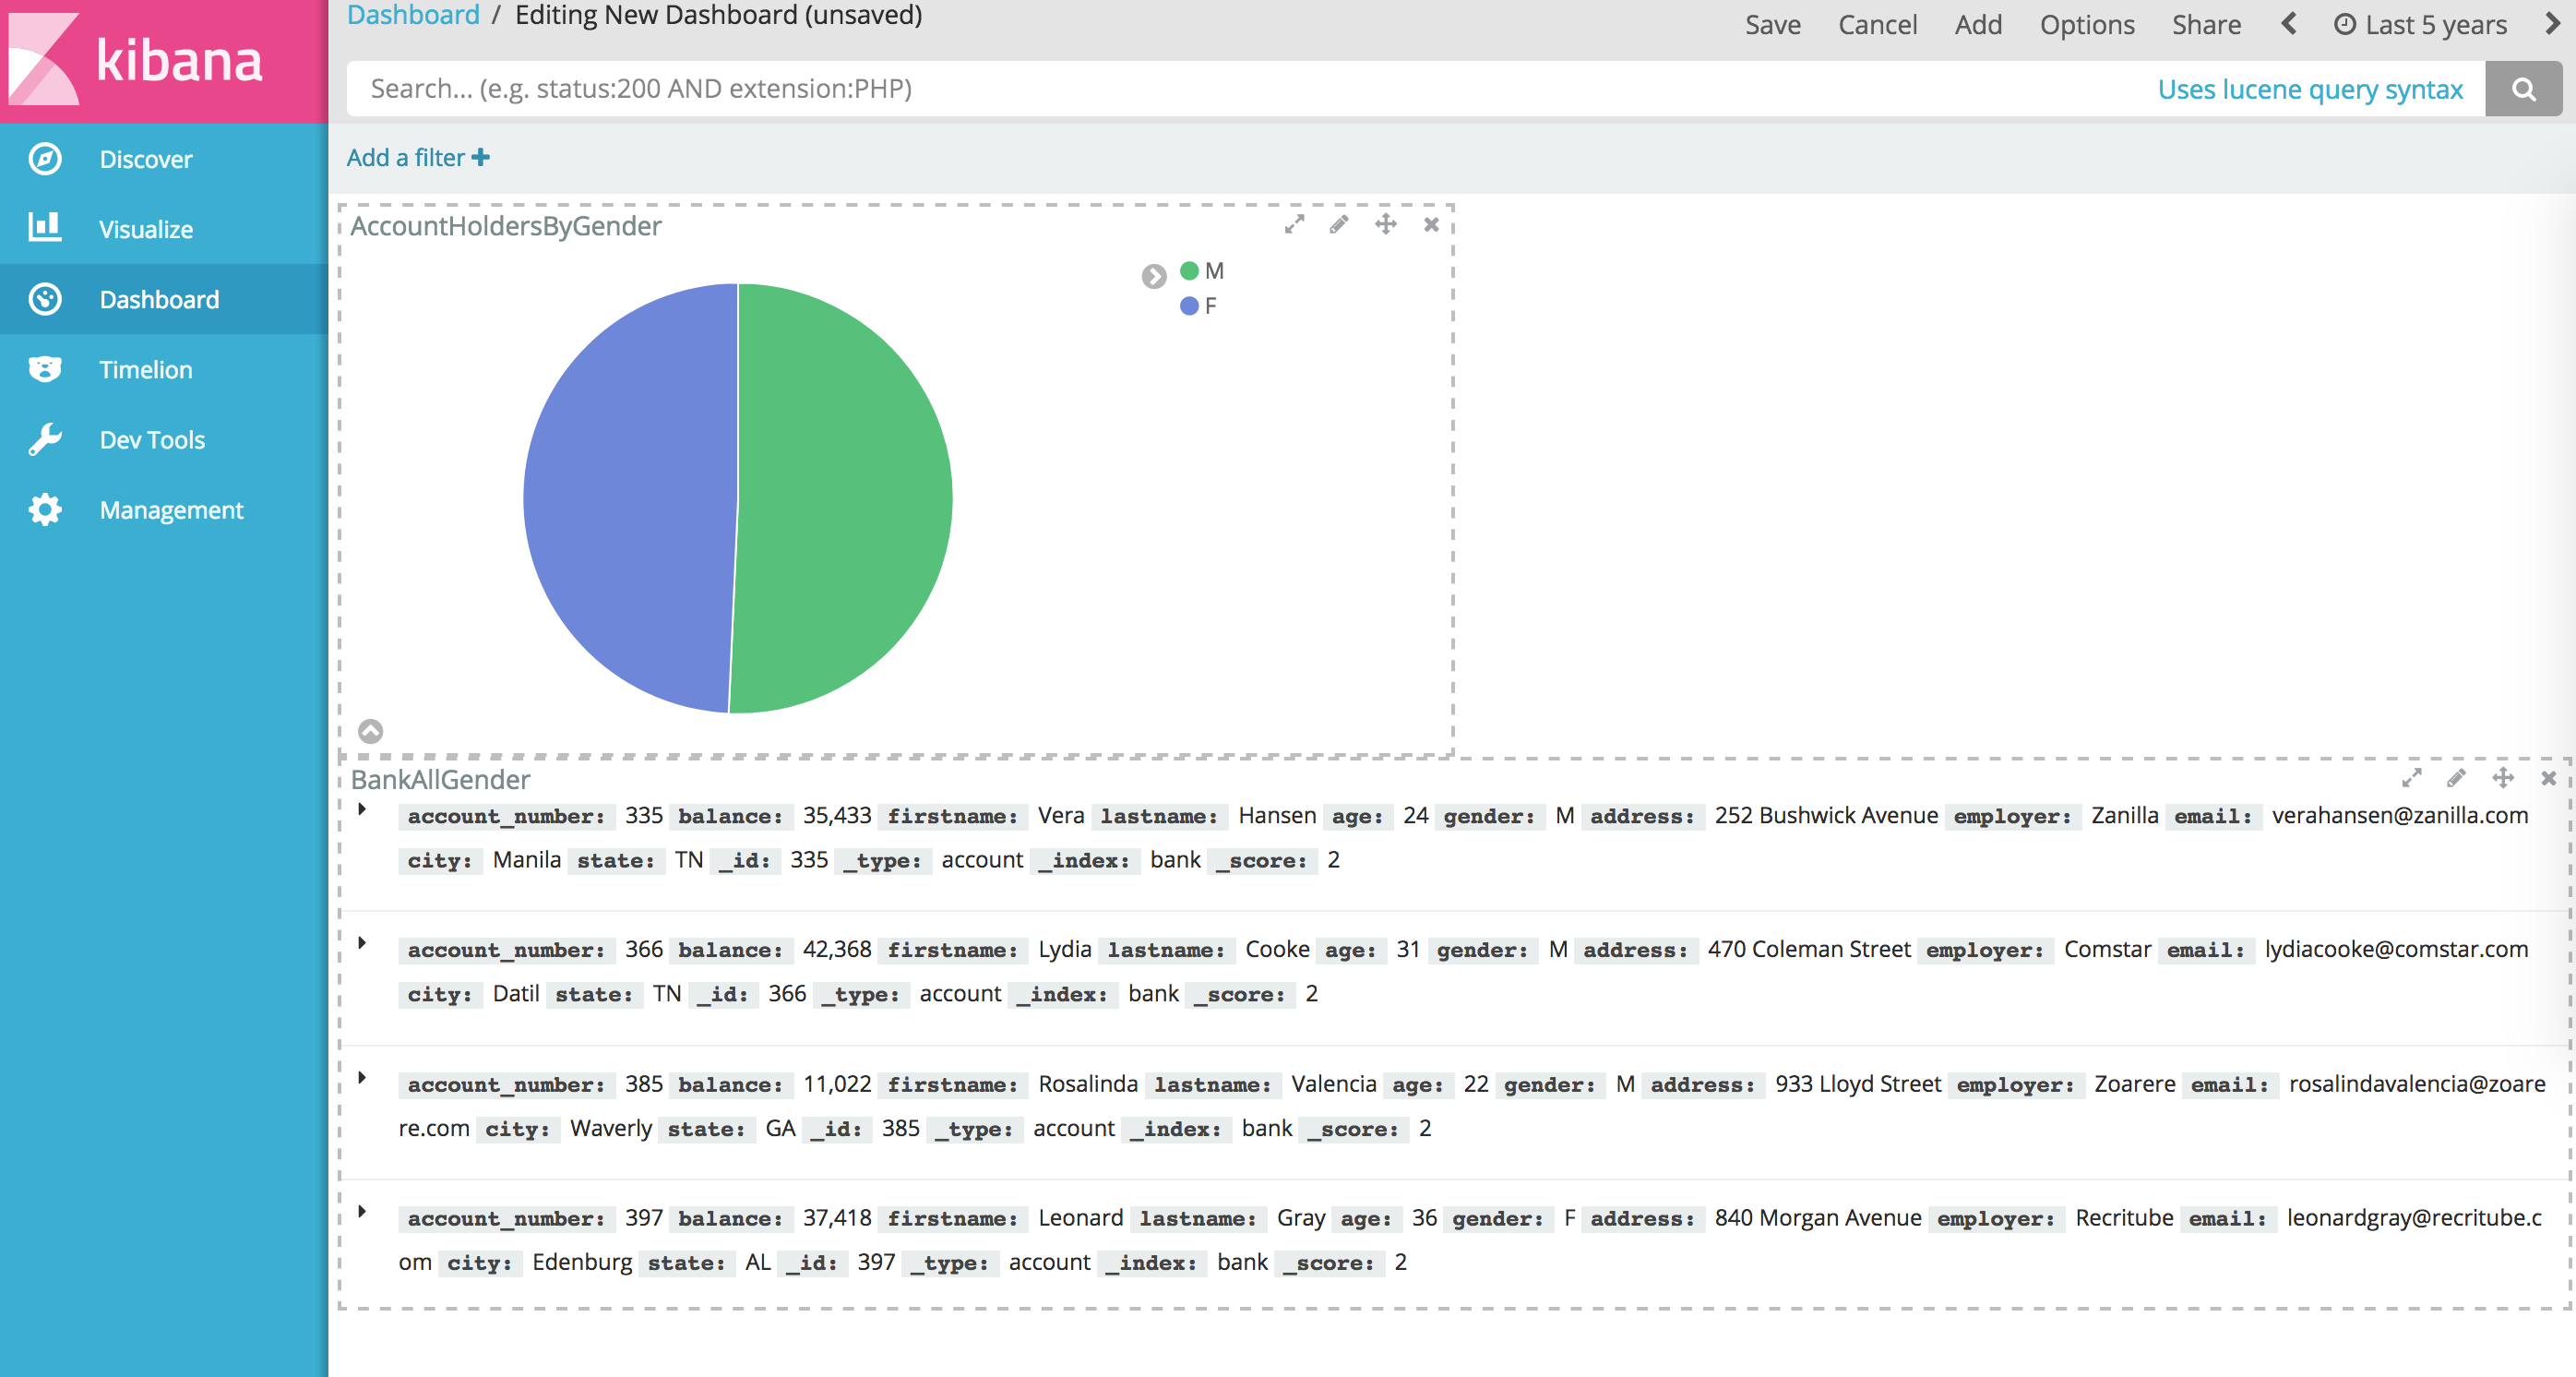 kibana
Dashboard / Editing New Dashboard (unsaved)
Save Cancel Add Options Share Last 5 years
Search... (e.g. status:200 AND extension:PHP) Uses lucene query syntax
Add a filter
Discover
Visualize
Dashboard
Timelion
Dev Tools
Management
AccountHoldersByGender
M
F
BankAllGender
account_number: 335 balance: 35,433 firstname: Vera lastname: Hansen age: 24 gender: M address: 252 Bushwick Avenue employer: Zanilla email: verahansen@zanilla.com
city: Manila state: TN _id: 335 _type: account _index: bank _score: 2
account_number: 366 balance: 42,368 firstname: Lydia lastname: Cooke age: 31 gender: M address: 470 Coleman Street employer: Comstar email: lydiacooke@comstar.com
city: Datil state: TN _id: 366 _type: account _index: bank _score: 2
account_number: 385 balance: 11,022 firstname: Rosalinda lastname: Valencia age: 22 gender: M address: 933 Lloyd Street employer: Zoarere email: rosalindavalencia@zoare
re.com city: Waverly state: GA _id: 385 _type: account _index: bank _score: 2
account_number: 397 balance: 37,418 firstname: Leonard lastname: Gray age: 36 gender: F address: 840 Morgan Avenue employer: Recritube email: leonardgray@recritube.c
om city: Edenburg state: AL _id: 397 _type: account _index: bank _score: 2